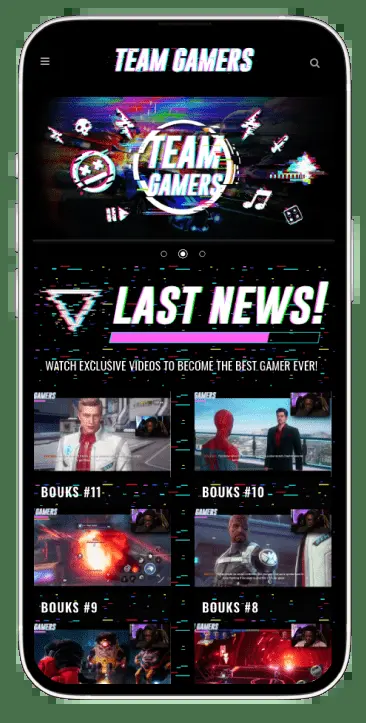 TEAM GAMERS
TEAM
GAMERS
LAST NEWS!
WATCH EXCLUSIVE VIDEOS TO BECOME THE BEST GAMER EVER!
GAMERS
BOUKS #11
BOUKS #10
GAMERS
GAMERS
BOUKS #9
BOUKS #8
GAMERS
GAMERS